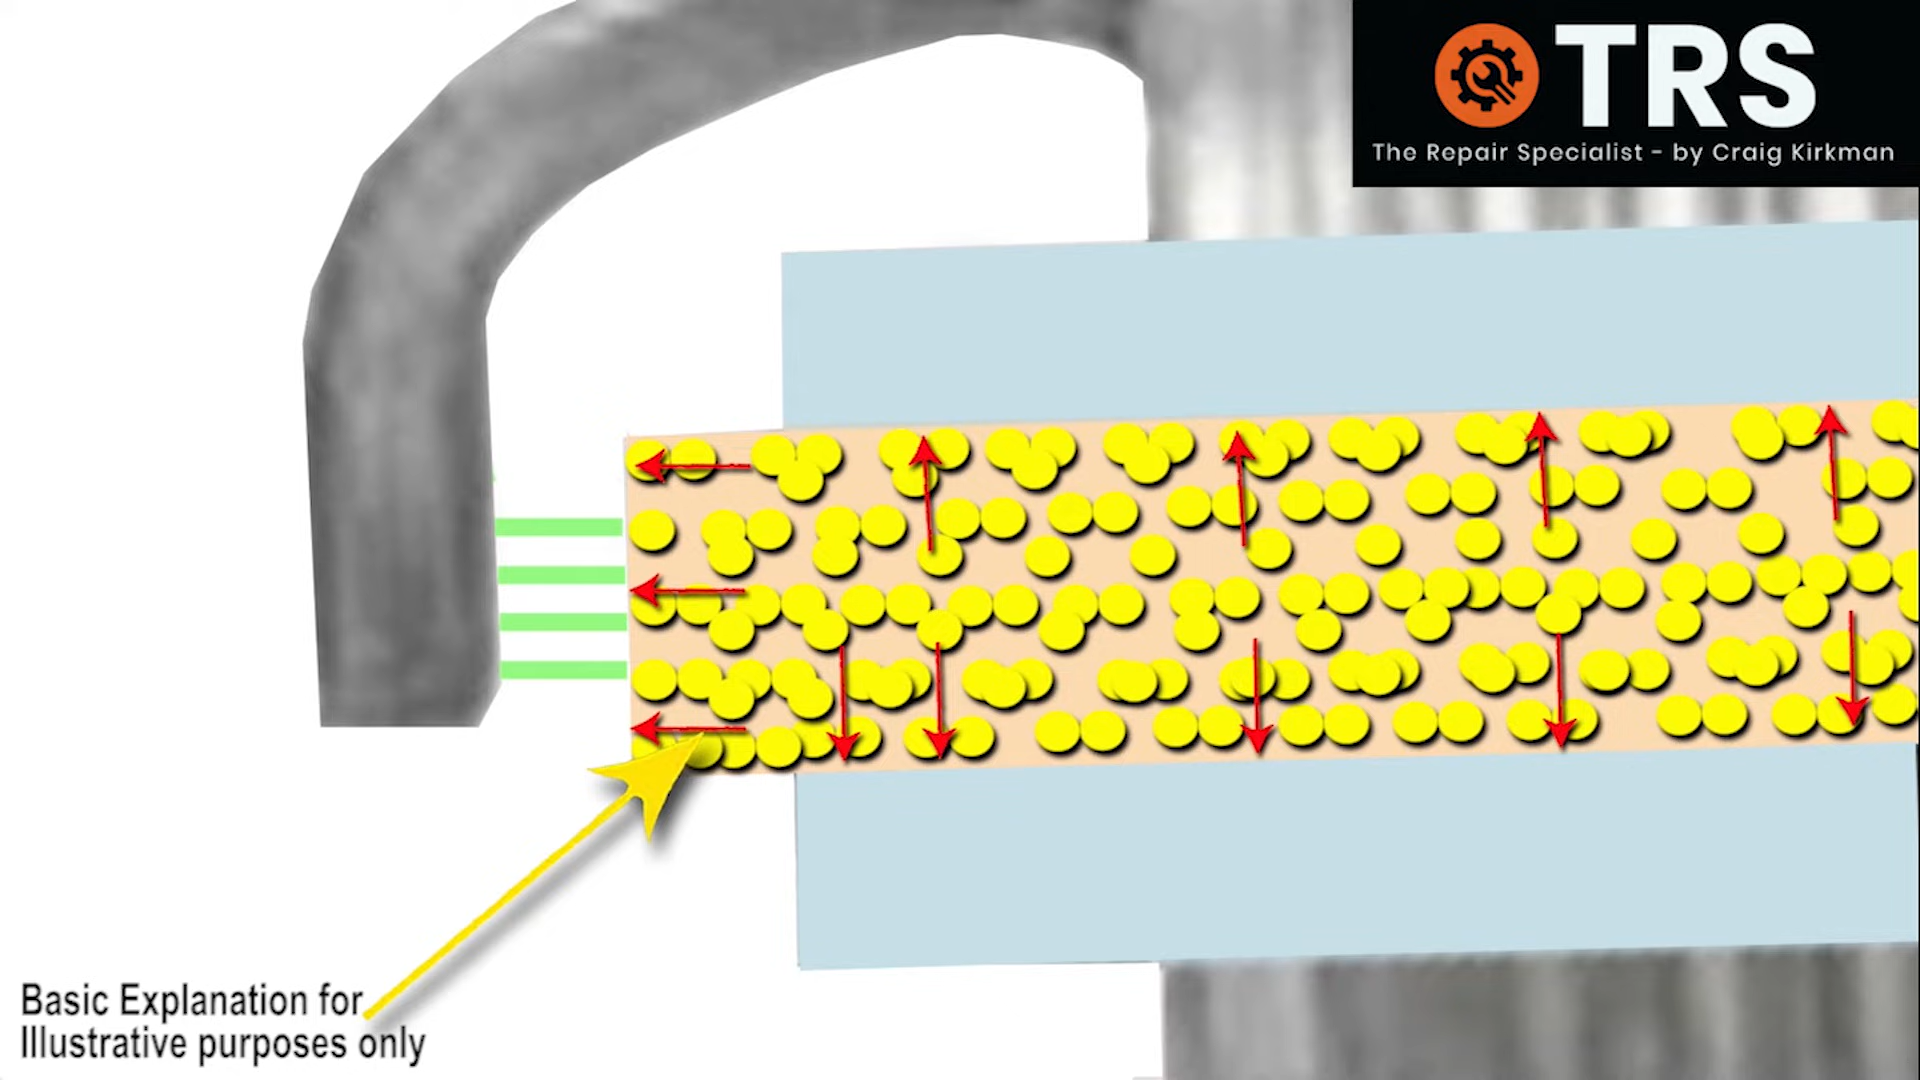 TRS
The Repair Specialist - by Craig Kirkman
Basic Explanation for
Illustrative purposes only